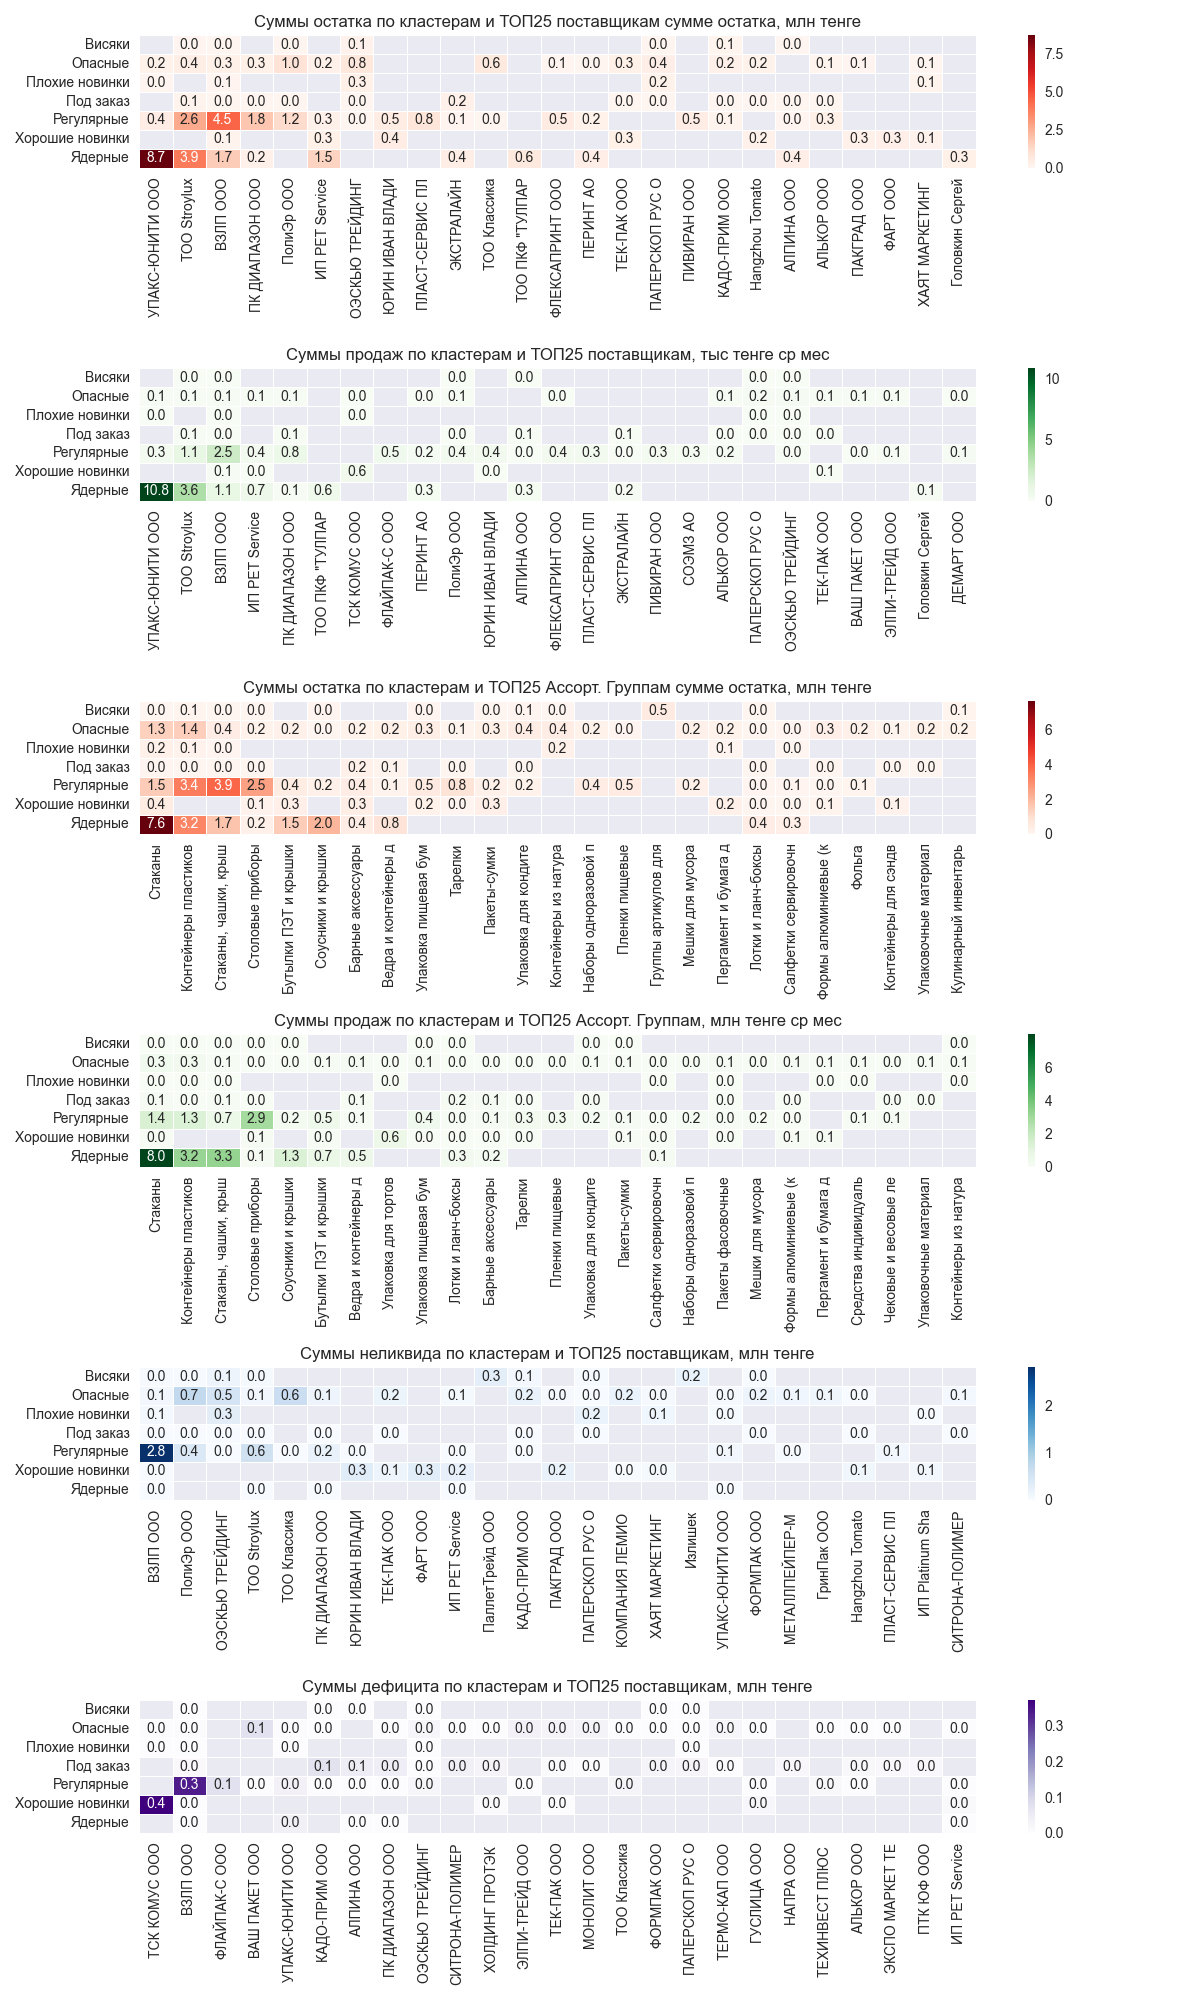 Суммы остатка по кластерам и ТОП25 поставщикам сумме остатка, млн тенге
Висяки 0.0 0.0 0.0 0.1 0.0 0.1 0.0
Опасные 0.2 0.4 0.3 0.3 1.0 0.2 0.8 0.6 0.1 0.0 0.3 0.4 0.2 0.2 0.1 0.1 0.1
Плохие новинки 0.0 0.1 0.3 0.2 0.1
Под заказ 0.1 0.0 0.0 0.0 0.0 0.2 0.0 0.0 0.0 0.0 0.0 0.0
Регулярные 0.4 2.6 4.5 1.8 1.2 0.3 0.0 0.5 0.8 0.1 0.0 0.5 0.2 0.5 0.1 0.0 0.3
Хорошие новинки 0.1 0.3 0.4 0.3 0.2 0.3 0.3 0.1
Ядерные 8.7 3.9 1.7 0.2 1.5 0.4 0.6 0.4 0.4 0.3
УПАКС-ЮНИТИ ООО
ТОО Stroylux
ВЗЛП ООО
ПК ДИАПАЗОН ООО
ПолиЭр ООО
ИП PET Service
ОЭСКЬЮ ТРЕЙДИНГ
ЮРИН ИВАН ВЛАДИ
ПЛАСТ-СЕРВИС ПЛ
ЭКСТРАЛАЙН
ТОО Классика
ТОО ПКФ "ТУЛПАР
ФЛЕКСАПРИНТ ООО
ПЕРИНТ АО
ТЕК-ПАК ООО
ПАПЕРСКОП РУС О
ПИВИРАН ООО
КАДО-ПРИМ ООО
Hangzhou Tomato
АЛПИНА ООО
АЛЬКОР ООО
ПАКГРАД ООО
ФАРТ ООО
ХАЯТ МАРКЕТИНГ
Головкин Сергей
7.5
5.0
2.5
0.0
Суммы продаж по кластерам и ТОП25 поставщикам, тыс тенге ср мес
Висяки 0.0 0.0 0.0 0.0 0.0 0.0
Опасные 0.1 0.1 0.1 0.1 0.1 0.0 0.0 0.1 0.0 0.1 0.2 0.1 0.1 0.1 0.1 0.0
Плохие новинки 0.0 0.0 0.0 0.0 0.0
Под заказ 0.1 0.0 0.1 0.0 0.1 0.1 0.0 0.0 0.0 0.0
Регулярные 0.3 1.1 2.5 0.4 0.8 0.5 0.2 0.4 0.4 0.0 0.4 0.3 0.0 0.3 0.3 0.2 0.0 0.0 0.1 0.1
Хорошие новинки 0.1 0.0 0.6 0.0 0.1
Ядерные 10.8 3.6 1.1 0.7 0.1 0.6 0.3 0.3 0.2 0.1
УПАКС-ЮНИТИ ООО
ТОО Stroylux
ВЗЛП ООО
ИП PET Service
ПК ДИАПАЗОН ООО
ТОО ПКФ "ТУЛПАР
ТСК КОМУС ООО
ФЛАЙПАК-С ООО
ПЕРИНТ АО
ПолиЭр ООО
ЮРИН ИВАН ВЛАДИ
АЛПИНА ООО
ФЛЕКСАПРИНТ ООО
ПЛАСТ-СЕРВИС ПЛ
ЭКСТРАЛАЙН
ПИВИРАН ООО
СОЭМЗ АО
АЛЬКОР ООО
ПАПЕРСКОП РУС О
ОЭСКЬЮ ТРЕЙДИНГ
ТЕК-ПАК ООО
ВАШ ПАКЕТ ООО
ЭЛПИ-ТРЕЙД ООО
Головкин Сергей
ДЕМАРТ ООО
10
5
0
Суммы остатка по кластерам и ТОП25 Ассорт. Группам сумме остатка, млн тенге
Висяки 0.0 0.1 0.0 0.0 0.0 0.0 0.0 0.1 0.0 0.5 0.0 0.1
Опасные 1.3 1.4 0.4 0.2 0.2 0.0 0.2 0.2 0.3 0.1 0.3 0.4 0.4 0.2 0.0 0.2 0.2 0.0 0.0 0.3 0.2 0.1 0.2 0.2
Плохие новинки 0.2 0.1 0.0 0.2 0.1 0.0
Под заказ 0.0 0.0 0.0 0.0 0.2 0.1 0.0 0.0 0.0 0.0 0.0 0.0
Регулярные 1.5 3.4 3.9 2.5 0.4 0.2 0.4 0.1 0.5 0.8 0.2 0.2 0.4 0.5 0.2 0.0 0.1 0.0 0.1
Хорошие новинки 0.4 0.1 0.3 0.3 0.2 0.0 0.3 0.2 0.0 0.0 0.1 0.1
Ядерные 7.6 3.2 1.7 0.2 1.5 2.0 0.4 0.8 0.4 0.3
Стаканы
Контейнеры пластиков
Стаканы, чашки, крыш
Столовые приборы
Бутылки ПЭТ и крышки
Соусники и крышки
Барные аксессуары
Ведра и контейнеры д
Упаковка пищевая бум
Тарелки
Пакеты-сумки
Упаковка для кондите
Контейнеры из натура
Наборы одноразовой п
Пленки пищевые
Группы артикулов для
Мешки для мусора
Пергамент и бумага д
Лотки и ланч-боксы
Салфетки сервировочн
Формы алюминиевые (к
Фольга
Контейнеры для сэндв
Упаковочные материал
Кулинарный инвентарь
6
4
2
0
Суммы продаж по кластерам и ТОП25 Ассорт. Группам, млн тенге ср мес
Висяки 0.0 0.0 0.0 0.0 0.0 0.0 0.0 0.0 0.0 0.0
Опасные 0.3 0.3 0.1 0.0 0.0 0.1 0.1 0.0 0.1 0.0 0.0 0.0 0.0 0.1 0.1 0.0 0.0 0.1 0.0 0.1 0.1 0.1 0.0 0.1 0.1
Плохие новинки 0.0 0.0 0.0 0.0 0.0 0.0 0.0 0.0 0.0
Под заказ 0.1 0.0 0.1 0.0 0.1 0.2 0.1 0.0 0.0 0.0 0.0 0.0 0.0
Регулярные 1.4 1.3 0.7 2.9 0.2 0.5 0.1 0.4 0.0 0.1 0.3 0.3 0.2 0.1 0.0 0.2 0.0 0.2 0.0 0.1 0.1
Хорошие новинки 0.0 0.1 0.0 0.6 0.0 0.0 0.0 0.0 0.1 0.0 0.0 0.1 0.1
Ядерные 8.0 3.2 3.3 0.1 1.3 0.7 0.5 0.3 0.2 0.1
Стаканы
Контейнеры пластиков
Стаканы, чашки, крыш
Столовые приборы
Соусники и крышки
Бутылки ПЭТ и крышки
Ведра и контейнеры д
Упаковка для тортов
Упаковка пищевая бум
Лотки и ланч-боксы
Барные аксессуары
Тарелки
Пленки пищевые
Упаковка для кондите
Пакеты-сумки
Салфетки сервировочн
Наборы одноразовой п
Пакеты фасовочные
Мешки для мусора
Формы алюминиевые (к
Пергамент и бумага д
Средства индивидуаль
Чековые и весовые ле
Упаковочные материал
Контейнеры из натура
6
4
2
0
Суммы неликвида по кластерам и ТОП25 поставщикам, млн тенге
Висяки 0.0 0.0 0.1 0.0 0.3 0.1 0.0 0.2 0.0
Опасные 0.1 0.7 0.5 0.1 0.6 0.1 0.2 0.1 0.2 0.0 0.0 0.2 0.0 0.0 0.2 0.1 0.1 0.0 0.1
Плохие новинки 0.1 0.3 0.2 0.1 0.0 0.0
Под заказ 0.0 0.0 0.0 0.0 0.0 0.0 0.0 0.0 0.0 0.0 0.0
Регулярные 2.8 0.4 0.0 0.6 0.0 0.2 0.0 0.0 0.0 0.1 0.0 0.1
Хорошие новинки 0.0 0.3 0.1 0.3 0.2 0.2 0.0 0.0 0.1 0.1
Ядерные 0.0 0.0 0.0 0.0 0.0
ВЗЛП ООО
ПолиЭр ООО
ОЭСКЬЮ ТРЕЙДИНГ
ТОО Stroylux
ТОО Классика
ПК ДИАПАЗОН ООО
ЮРИН ИВАН ВЛАДИ
ТЕК-ПАК ООО
ФАРТ ООО
ИП PET Service
ПаллетТрейд ООО
КАДО-ПРИМ ООО
ПАКГРАД ООО
ПАПЕРСКОП РУС О
КОМПАНИЯ ЛЕМИО
ХАЯТ МАРКЕТИНГ
Излишек
УПАКС-ЮНИТИ ООО
ФОРМПАК ООО
МЕТАЛЛПЕЙПЕР-М
ГринПак ООО
Hangzhou Tomato
ПЛАСТ-СЕРВИС ПЛ
ИП Platinum Sha
СИТРОНА-ПОЛИМЕР
2
1
0
Суммы дефицита по кластерам и ТОП25 поставщикам, млн тенге
Висяки 0.0 0.0 0.0 0.0 0.0 0.0
Опасные 0.0 0.0 0.1 0.0 0.0 0.0 0.0 0.0 0.0 0.0 0.0 0.0 0.0 0.0 0.0 0.0 0.0 0.0 0.0 0.0 0.0
Плохие новинки 0.0 0.0 0.0 0.0 0.0
Под заказ 0.0 0.1 0.1 0.0 0.0 0.0 0.0 0.0 0.0 0.0 0.0 0.0 0.0 0.0 0.0 0.0
Регулярные 0.3 0.1 0.0 0.0 0.0 0.0 0.0 0.0 0.0 0.0 0.0 0.0 0.0 0.0
Хорошие новинки 0.4 0.0 0.0 0.0 0.0 0.0
Ядерные 0.0 0.0 0.0 0.0 0.0
ТСК КОМУС ООО
ВЗЛП ООО
ФЛАЙПАК-С ООО
ВАШ ПАКЕТ ООО
УПАКС-ЮНИТИ ООО
КАДО-ПРИМ ООО
АЛПИНА ООО
ПК ДИАПАЗОН ООО
ОЭСКЬЮ ТРЕЙДИНГ
СИТРОНА-ПОЛИМЕР
ХОЛДИНГ ПРОТЭК
ЭЛПИ-ТРЕЙД ООО
ТЕК-ПАК ООО
МОНОЛИТ ООО
ТОО Классика
ФОРМПАК ООО
ПАПЕРСКОП РУС О
ТЕРМО-КАП ООО
ГУСЛИЦА ООО
НАПРА ООО
ТЕХИНВЕСТ ПЛЮС
АЛЬКОР ООО
ЭКСПО МАРКЕТ ТЕ
ПТК ЮФ ООО
ИП PET Service
0.3
0.2
0.1
0.0